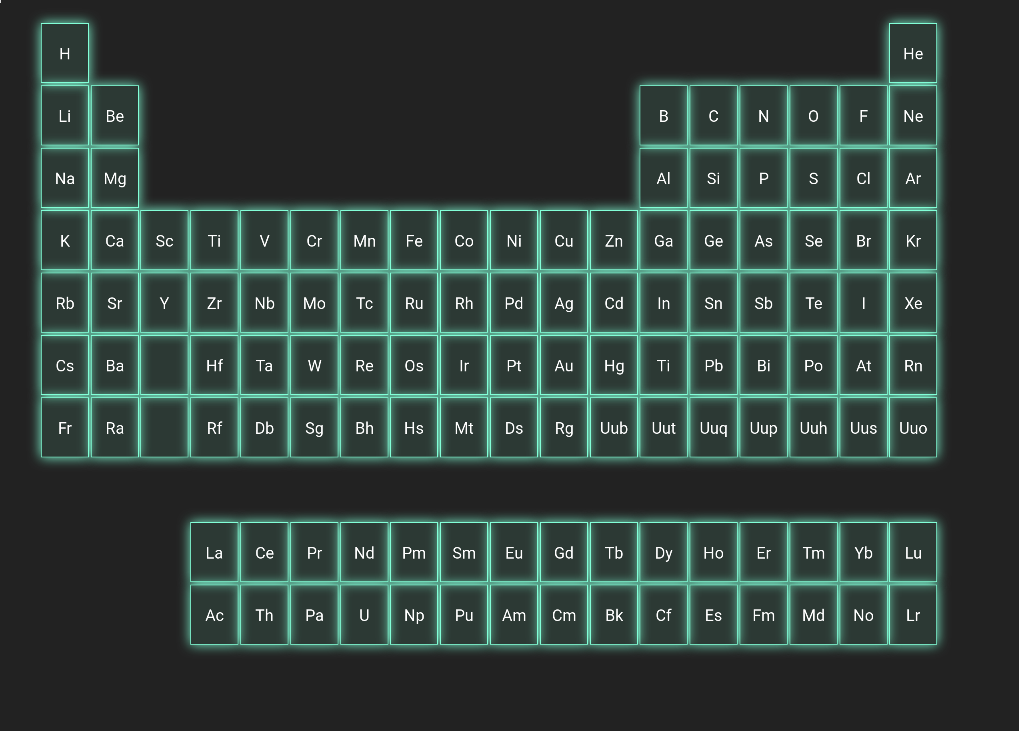 H He
Li Be B C N O F Ne
Na Mg Al Si P S Cl Ar
K Ca Sc Ti V Cr Mn Fe Co Ni Cu Zn Ga Ge As Se Br Kr
Rb Sr Y Zr Nb Mo Tc Ru Rh Pd Ag Cd In Sn Sb Te I Xe
Cs Ba Hf Ta W Re Os Ir Pt Au Hg Ti Pb Bi Po At Rn
Fr Ra Rf Db Sg Bh Hs Mt Ds Rg Uub Uut Uuq Uup Uuh Uus Uuo
La Ce Pr Nd Pm Sm Eu Gd Tb Dy Ho Er Tm Yb Lu
Ac Th Pa U Np Pu Am Cm Bk Cf Es Fm Md No Lr